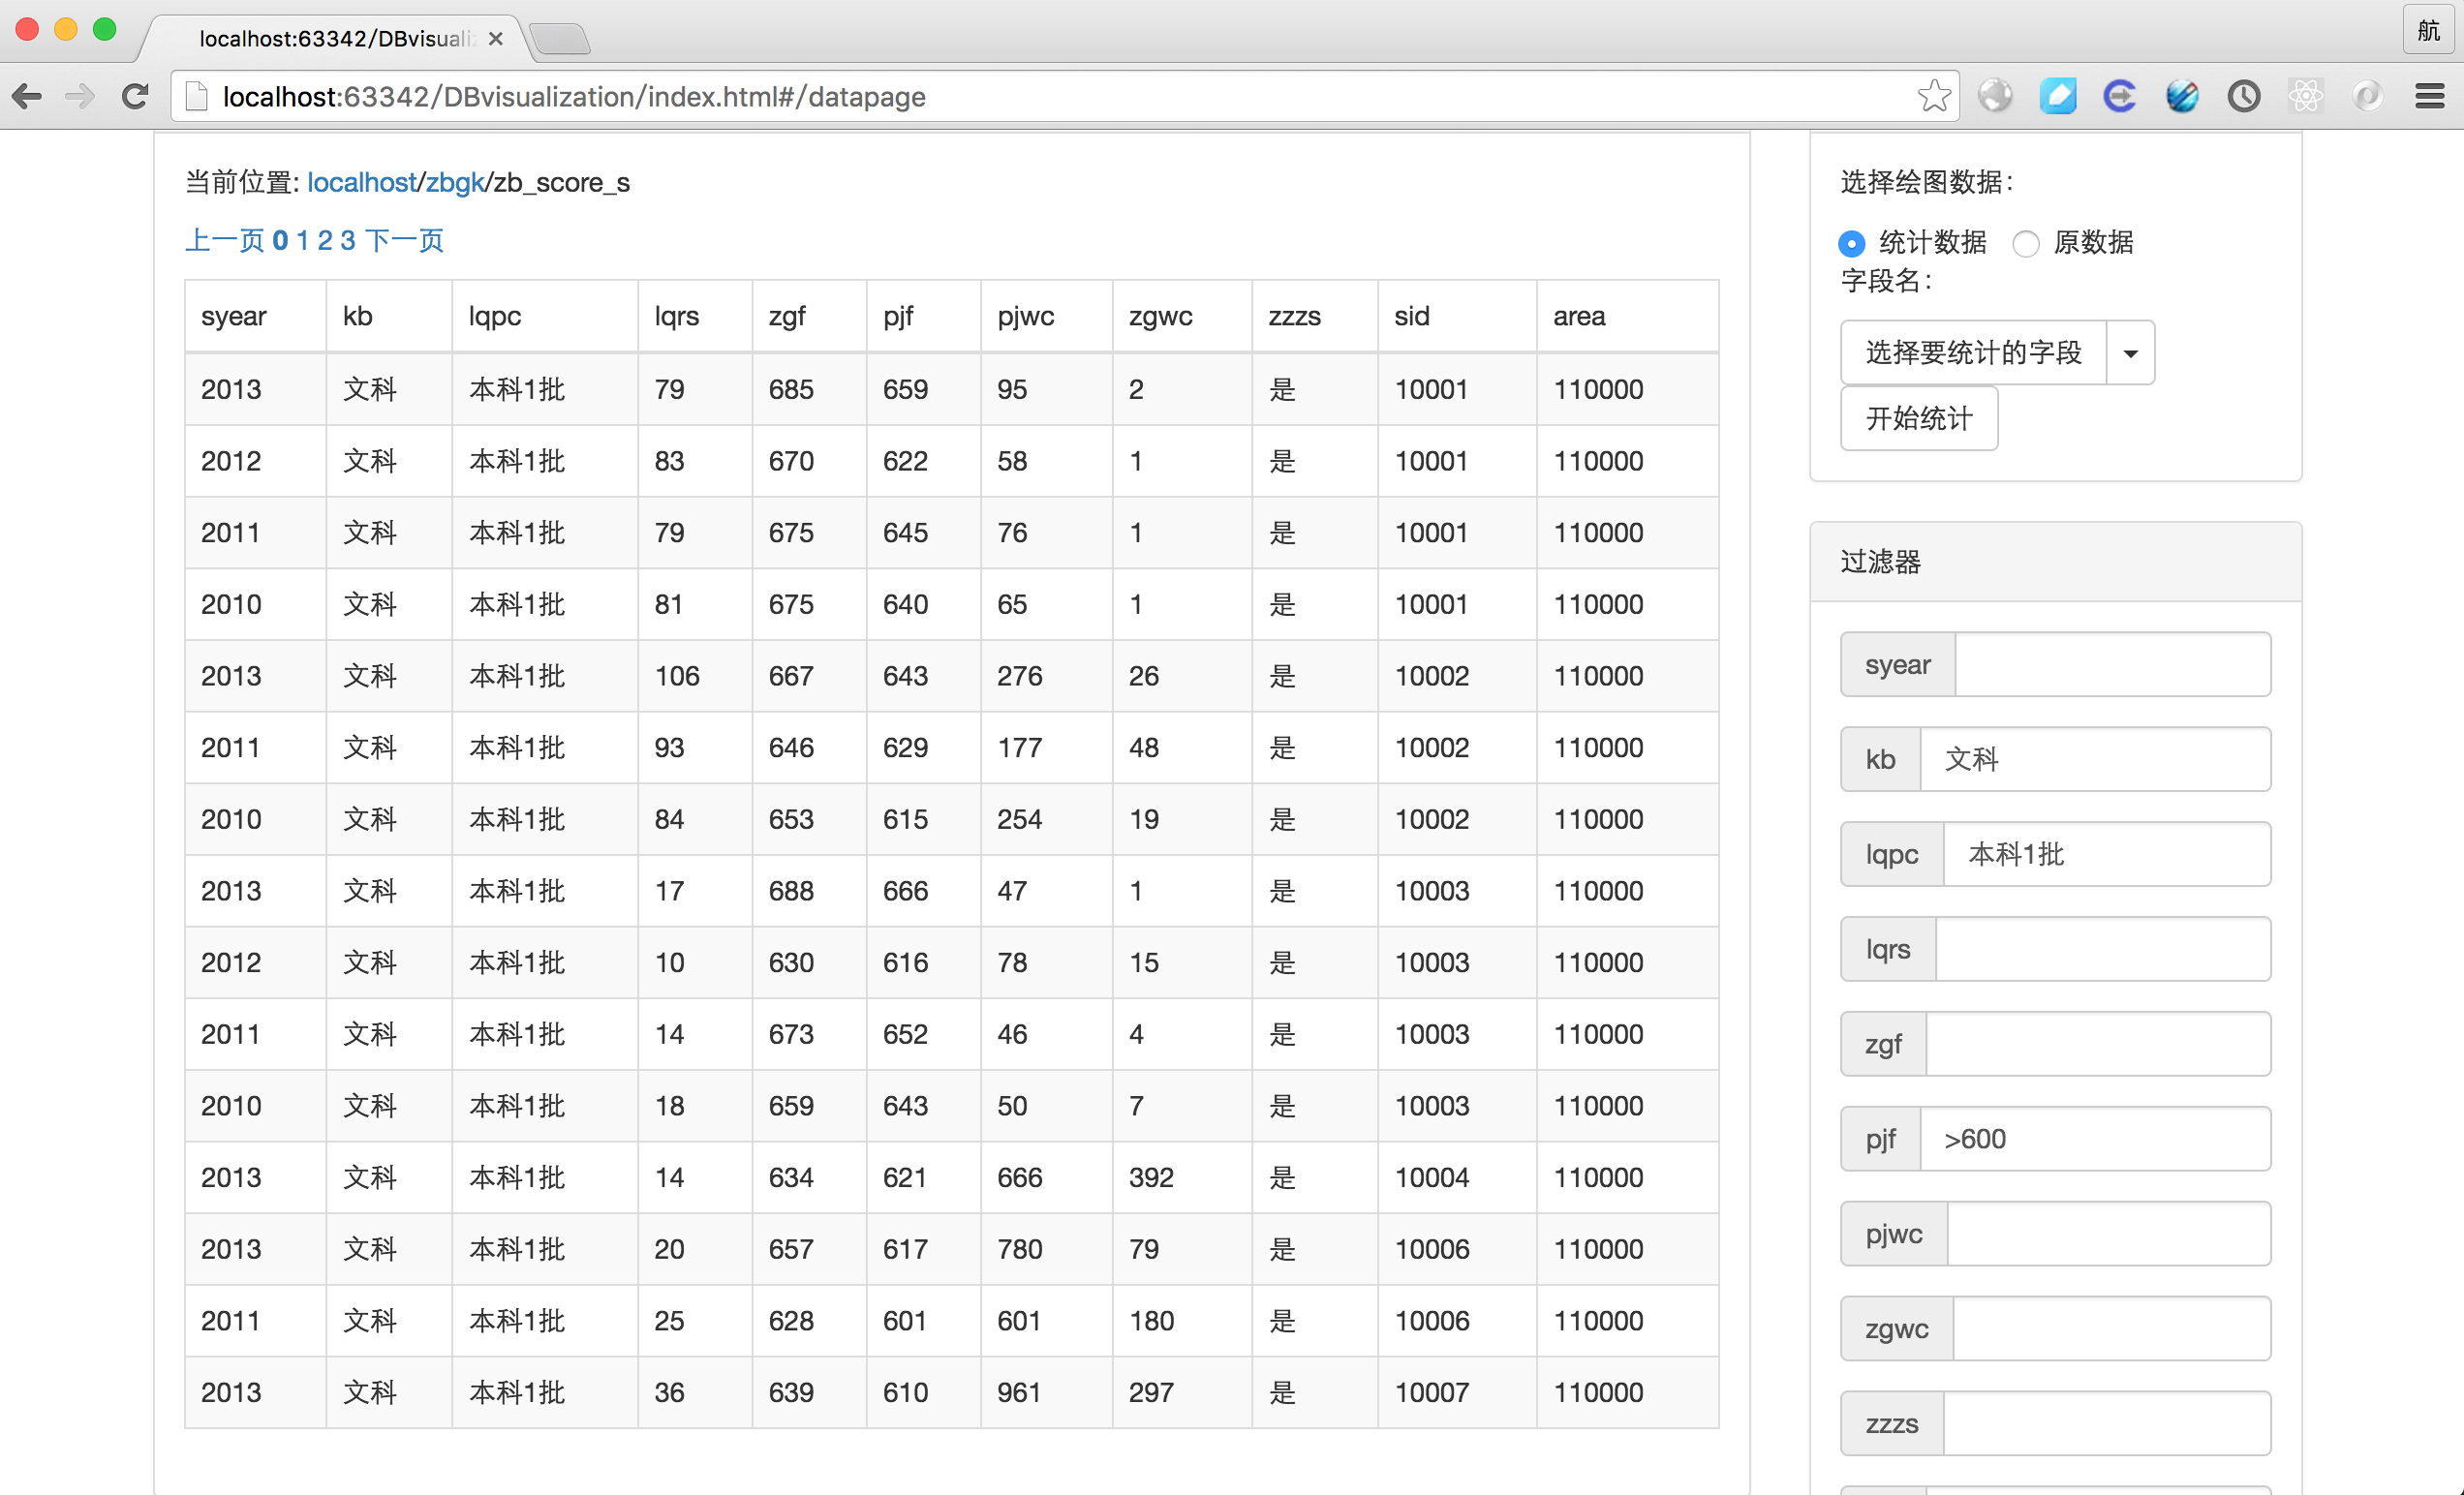 localhost:63342/DBvisuali
航
localhost:63342/DBvisualization/index.html#/datapage
当前位置: localhost/zbgk/zb_score_s
上一页 0 1 2 3 下一页
syear kb lqpc lqrs zgf pjf pjwc zgwc zzzs sid area
2013 文科 本科1批 79 685 659 95 2 是 10001 110000
2012 文科 本科1批 83 670 622 58 1 是 10001 110000
2011 文科 本科1批 79 675 645 76 1 是 10001 110000
2010 文科 本科1批 81 675 640 65 1 是 10001 110000
2013 文科 本科1批 106 667 643 276 26 是 10002 110000
2011 文科 本科1批 93 646 629 177 48 是 10002 110000
2010 文科 本科1批 84 653 615 254 19 是 10002 110000
2013 文科 本科1批 17 688 666 47 1 是 10003 110000
2012 文科 本科1批 10 630 616 78 15 是 10003 110000
2011 文科 本科1批 14 673 652 46 4 是 10003 110000
2010 文科 本科1批 18 659 643 50 7 是 10003 110000
2013 文科 本科1批 14 634 621 666 392 是 10004 110000
2013 文科 本科1批 20 657 617 780 79 是 10006 110000
2011 文科 本科1批 25 628 601 601 180 是 10006 110000
2013 文科 本科1批 36 639 610 961 297 是 10007 110000
选择绘图数据：
统计数据 原数据
字段名：
选择要统计的字段
开始统计
过滤器
syear
kb 文科
lqpc 本科1批
lqrs
zgf
pjf >600
pjwc
zgwc
zzzs